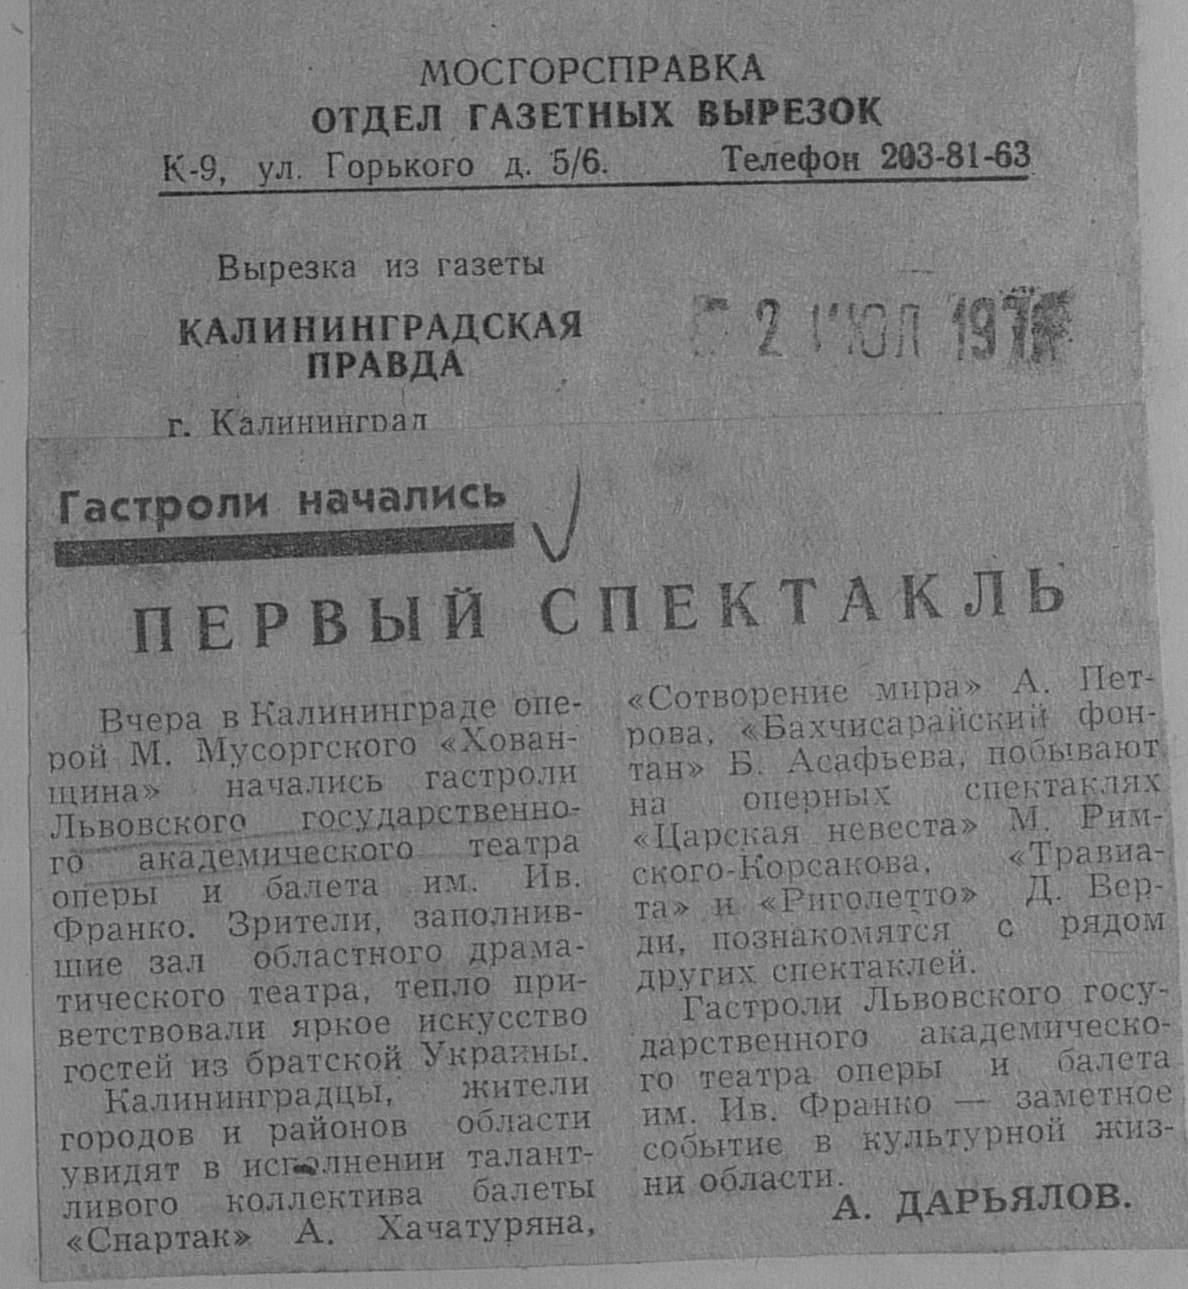 МОСГОРСПРАВКА
ОТДЕЛ ГАЗЕТНЫХ ВЫРЕЗОК
К-9, ул. Горького д. 5/6. Телефон 203-81-63
Вырезка из газеты
КАЛИНИНГРАДСКАЯ
ПРАВДА
2 ИЮЛ
г. Калининград
Гастроли начались
ПЕРВЫЙ СПЕКТАКЛЬ
Вчера в Калининграде опе-
рой М. Мусоргского «Хован-
щина» начались гастроли
Львовского государственно-
го академического театра
оперы и балета им. Ив.
Франко. Зрители, заполнив-
шие зал областного драма-
тического театра, тепло при-
ветствовали яркое искусство
гостей из братской Украины.
Калининградцы, жители
городов и районов области
увидят в исполнении талант-
ливого коллектива балеты
«Спартак» А. Хачатуряна,
«Сотворение мира» А. Пет-
рова, «Бахчисарайский фон-
тан» Б. Асафьева, побывают
на оперных спектаклях
«Царская невеста» М. Рим-
ского-Корсакова, «Травиа-
та» и «Риголетто» Д. Вер-
ди, познакомятся с рядом
других спектаклей.
Гастроли Львовского госу-
дарственного академическо-
го театра оперы и балета
им. Ив. Франко — заметное
событие в культурной жиз-
ни области.
А. ДАРЬЯЛОВ.